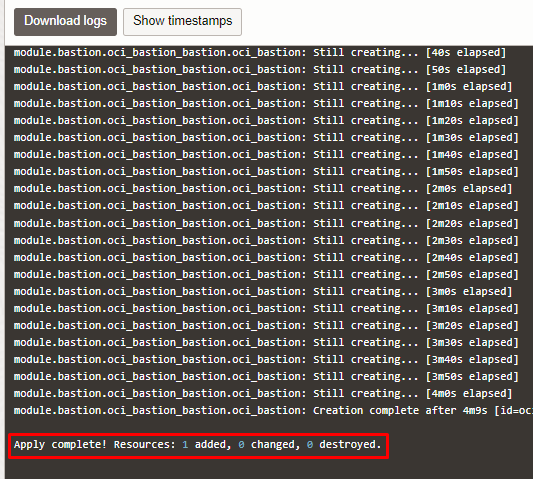 Download logs
Show timestamps
module.bastion.oci_bastion_bastion.oci_bastion: Still creating... [40s elapsed]
module.bastion.oci_bastion_bastion.oci_bastion: Still creating... [50s elapsed]
module.bastion.oci_bastion_bastion.oci_bastion: Still creating... [1m0s elapsed]
module.bastion.oci_bastion_bastion.oci_bastion: Still creating... [1m10s elapsed]
module.bastion.oci_bastion_bastion.oci_bastion: Still creating... [1m20s elapsed]
module.bastion.oci_bastion_bastion.oci_bastion: Still creating... [1m30s elapsed]
module.bastion.oci_bastion_bastion.oci_bastion: Still creating... [1m40s elapsed]
module.bastion.oci_bastion_bastion.oci_bastion: Still creating... [1m50s elapsed]
module.bastion.oci_bastion_bastion.oci_bastion: Still creating... [2m0s elapsed]
module.bastion.oci_bastion_bastion.oci_bastion: Still creating... [2m10s elapsed]
module.bastion.oci_bastion_bastion.oci_bastion: Still creating... [2m20s elapsed]
module.bastion.oci_bastion_bastion.oci_bastion: Still creating... [2m30s elapsed]
module.bastion.oci_bastion_bastion.oci_bastion: Still creating... [2m40s elapsed]
module.bastion.oci_bastion_bastion.oci_bastion: Still creating... [2m50s elapsed]
module.bastion.oci_bastion_bastion.oci_bastion: Still creating... [3m0s elapsed]
module.bastion.oci_bastion_bastion.oci_bastion: Still creating... [3m10s elapsed]
module.bastion.oci_bastion_bastion.oci_bastion: Still creating... [3m20s elapsed]
module.bastion.oci_bastion_bastion.oci_bastion: Still creating... [3m30s elapsed]
module.bastion.oci_bastion_bastion.oci_bastion: Still creating... [3m40s elapsed]
module.bastion.oci_bastion_bastion.oci_bastion: Still creating... [3m50s elapsed]
module.bastion.oci_bastion_bastion.oci_bastion: Still creating... [4m0s elapsed]
module.bastion.oci_bastion_bastion.oci_bastion: Creation complete after 4m9s [id=oc
Apply complete! Resources: 1 added, 0 changed, 0 destroyed.